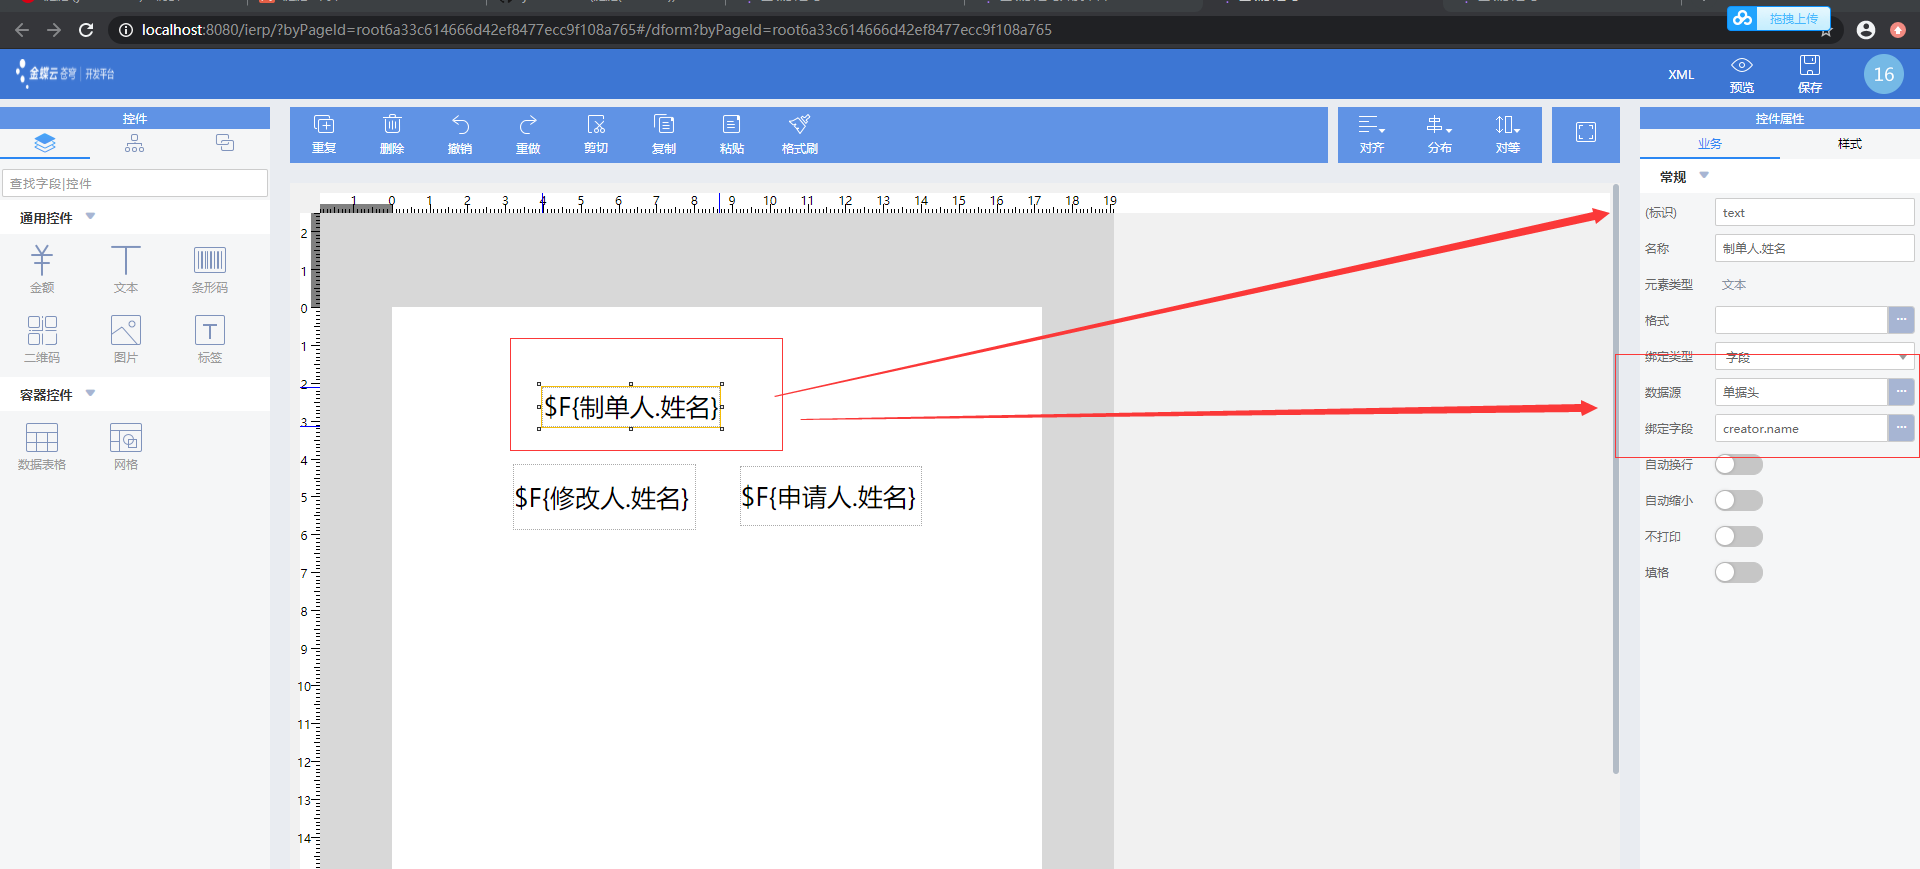 拖拽上传
localhost:8080/ierp/?byPageId=root6a33c614666d42ef8477ecc9f108a765#/dform?byPageId=root6a33c614666d42ef8477ecc9f108a765
金蝶云 苍穹 | 开发平台
XML
预览
保存
16
控件
查找字段|控件
通用控件
金额
文本
条形码
二维码
图片
标签
容器控件
数据表格
网格
重复
删除
撤销
重做
剪切
复制
粘贴
格式刷
对齐
分布
对等
1 0 1 2 3 4 5 6 7 8 9 10 11 12 13 14 15 16 17 18 19
2
1
0
1
2
3
4
5
6
7
8
9
10
11
12
13
14
$F{制单人.姓名}
$F{修改人.姓名}
$F{申请人.姓名}
控件属性
业务
样式
常规
(标识)
text
名称
制单人.姓名
元素类型
文本
格式
...
绑定类型
字段
数据源
单据头
...
绑定字段
creator.name
...
自动换行
自动缩小
不打印
填格